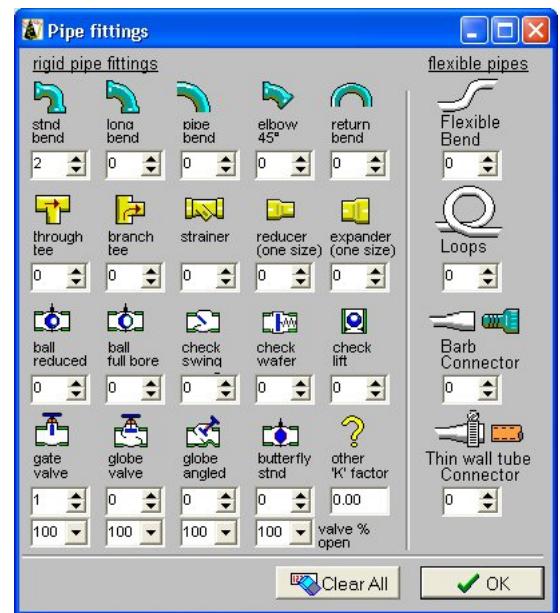 Pipe fittings
rigid pipe fittings
flexible pipes
stnd bend
long bend
pipe bend
elbow 45°
return bend
Flexible Bend
2 0 0 0 0 0
through tee
branch tee
strainer
reducer (one size)
expander (one size)
Loops
0 0 0 0 0 0
ball reduced
ball full bore
check swing
check wafer
check lift
Barb Connector
0 0 0 0 0 0
gate valve
globe valve
globe angled
butterfly stnd
other 'K' factor
Thin wall tube Connector
1 0 0 0 0.00 0
100 100 100 100 valve % open
Clear All
OK